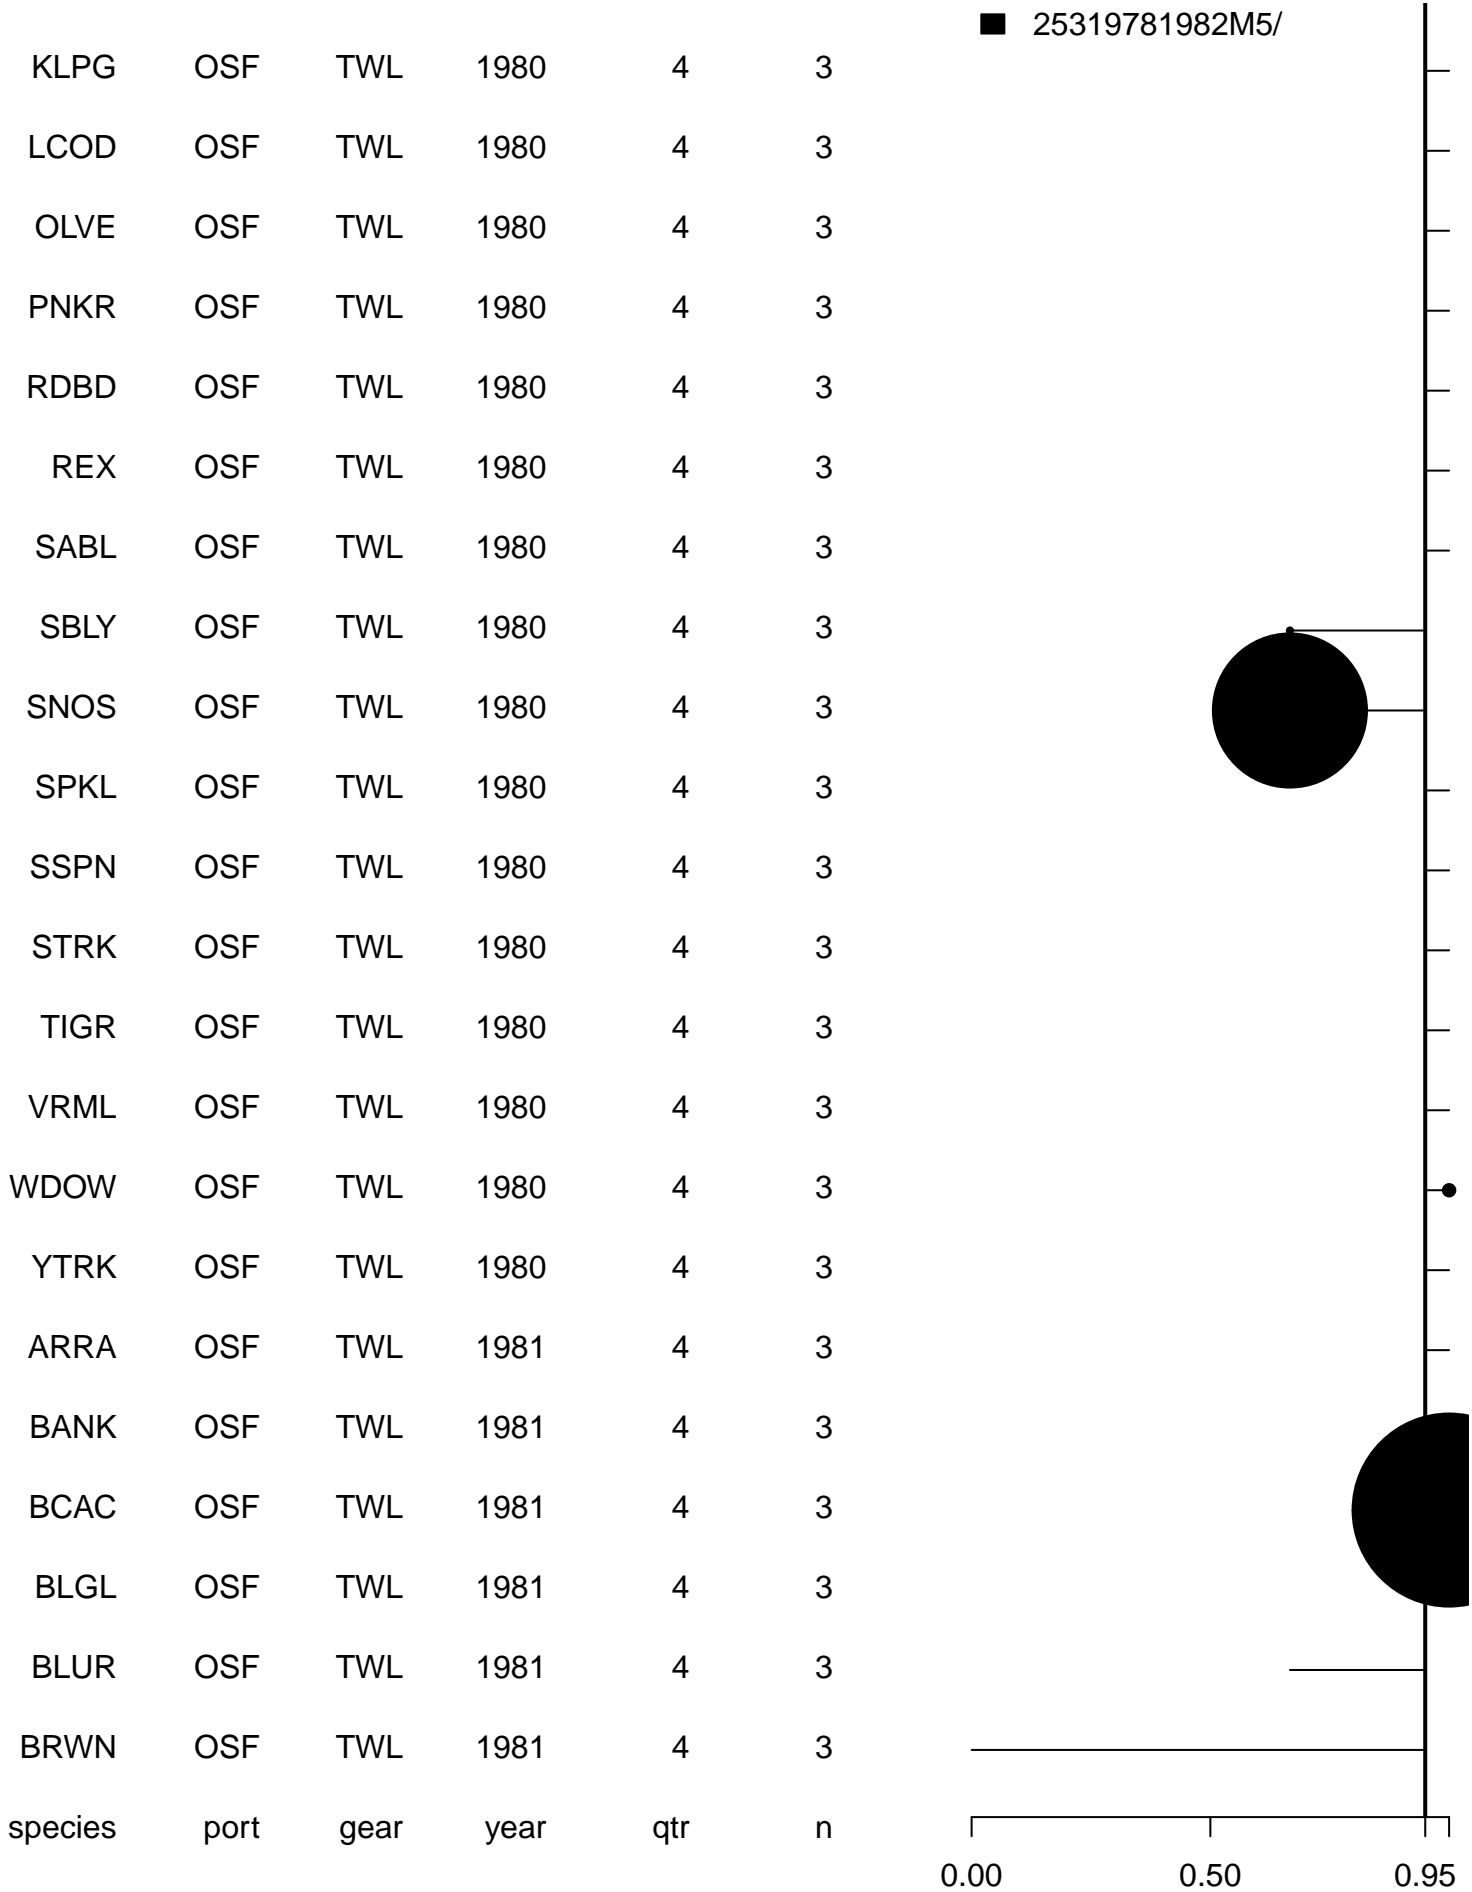 25319781982M5/
KLPG OSF TWL 1980 4 3
LCOD OSF TWL 1980 4 3
OLVE OSF TWL 1980 4 3
PNKR OSF TWL 1980 4 3
RDBD OSF TWL 1980 4 3
REX OSF TWL 1980 4 3
SABL OSF TWL 1980 4 3
SBLY OSF TWL 1980 4 3
SNOS OSF TWL 1980 4 3
SPKL OSF TWL 1980 4 3
SSPN OSF TWL 1980 4 3
STRK OSF TWL 1980 4 3
TIGR OSF TWL 1980 4 3
VRML OSF TWL 1980 4 3
WDOW OSF TWL 1980 4 3
YTRK OSF TWL 1980 4 3
ARRA OSF TWL 1981 4 3
BANK OSF TWL 1981 4 3
BCAC OSF TWL 1981 4 3
BLGL OSF TWL 1981 4 3
BLUR OSF TWL 1981 4 3
BRWN OSF TWL 1981 4 3
species port gear year qtr n
0.00 0.50 0.95